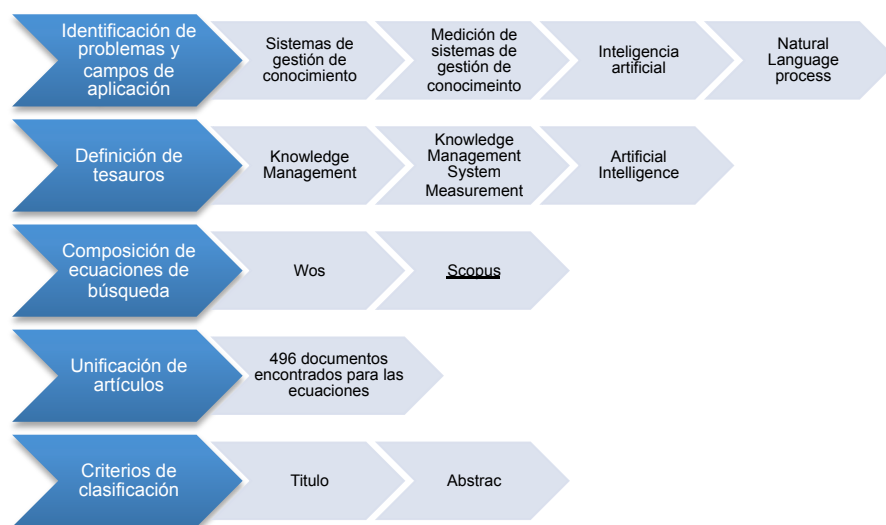 Identificación de
problemas y
campos de
aplicación
Sistemas de
gestión de
conocimiento
Medición de
sistemas de
gestión de
conocimeinto
Inteligencia
artificial
Natural
Language
process
Definición de
tesauros
Knowledge
Management
Knowledge
Management
System
Measurement
Artificial
Intelligence
Composición de
ecuaciones de
búsqueda
Wos
Scopus
Unificación de
artículos
496 documentos
encontrados para las
ecuaciones
Criterios de
clasificación
Titulo
Abstrac